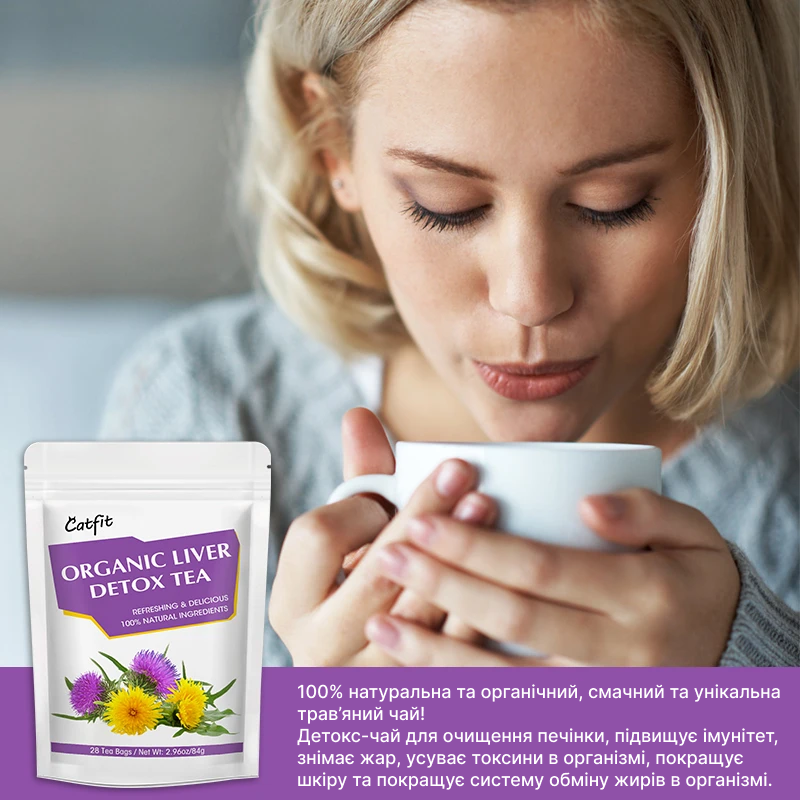 Catfit
ORGANIC LIVER
DETOX TEA
REFRESHING & DELICIOUS
100% NATURAL INGREDIENTS
28 Tea Bags / Net Wt: 2.96oz/84g
100% натуральна та органічний, смачний та унікальна
трав’яний чай!
Детокс-чай для очищення печінки, підвищує імунітет,
знімає жар, усуває токсини в організмі, покращує
шкіру та покращує систему обміну жирів в організмі.